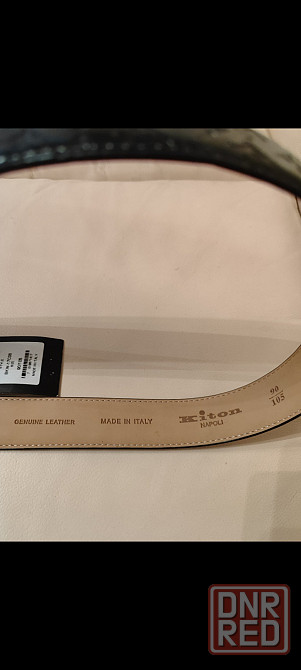 GENUINE LEATHER
MADE IN ITALY
Kiton
NAPOLI
90
105
DNR
RED